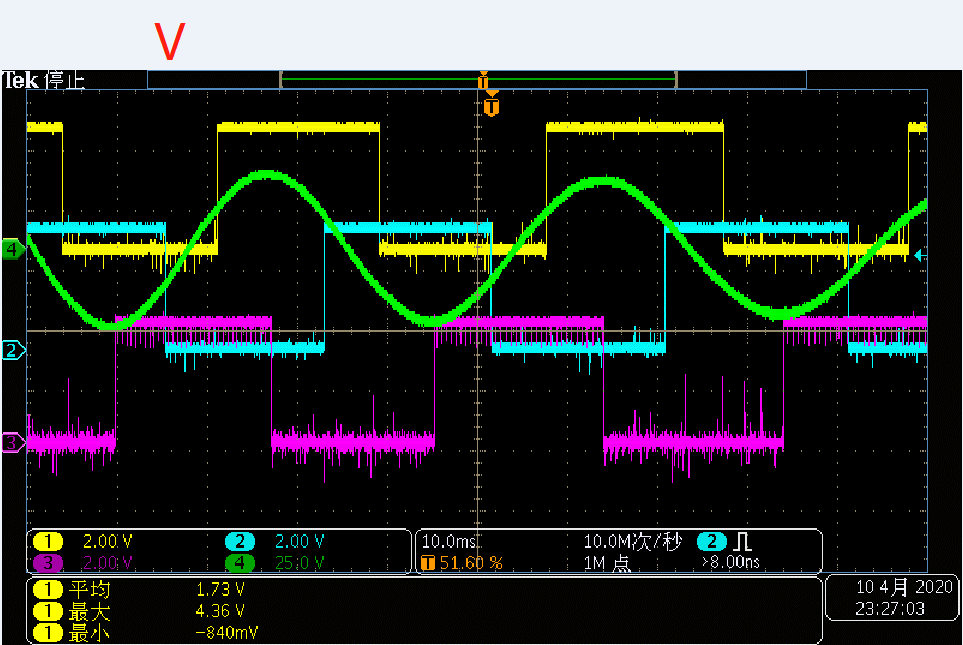 V
Tek 停止
T
T
4
2
3
1 2.00 V 2 2.00 V
3 2.00 V 4 25.0 V
10.0ms 10.0M次/秒 2
T 51.60 % 1M 点 >8.00ns
1 平均 1.73 V
1 最大 4.36 V
1 最小 -840mV
10 4月 2020
23:27:03